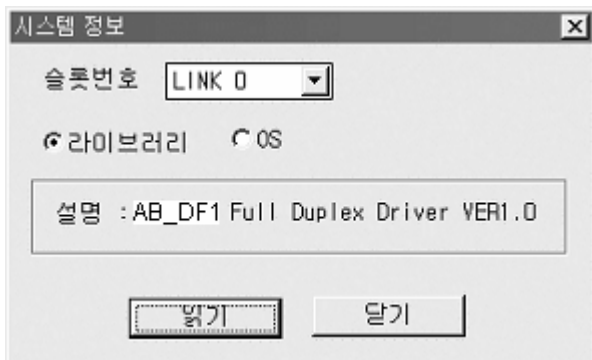 시스템 정보
슬롯번호 LINK 0
라이브러리 OS
설명 : AB_DF1 Full Duplex Driver VER1.0
읽기 닫기